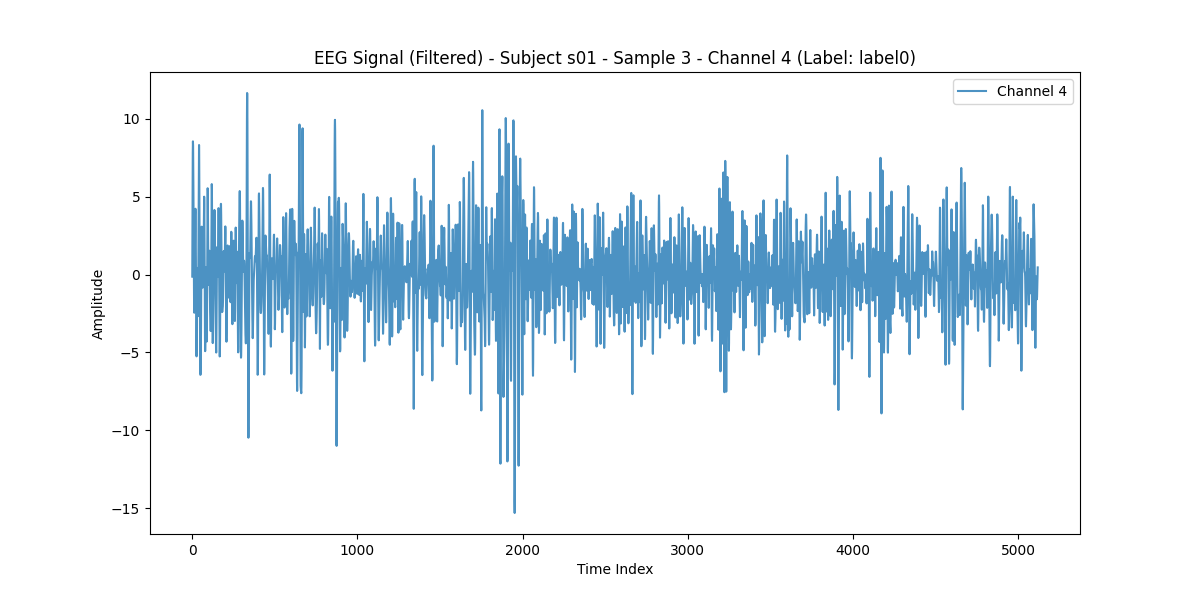 EEG Signal (Filtered) - Subject s01 - Sample 3 - Channel 4 (Label: label0)
Channel 4
10
5
0
−5
−10
−15
Amplitude
0 1000 2000 3000 4000 5000
Time Index